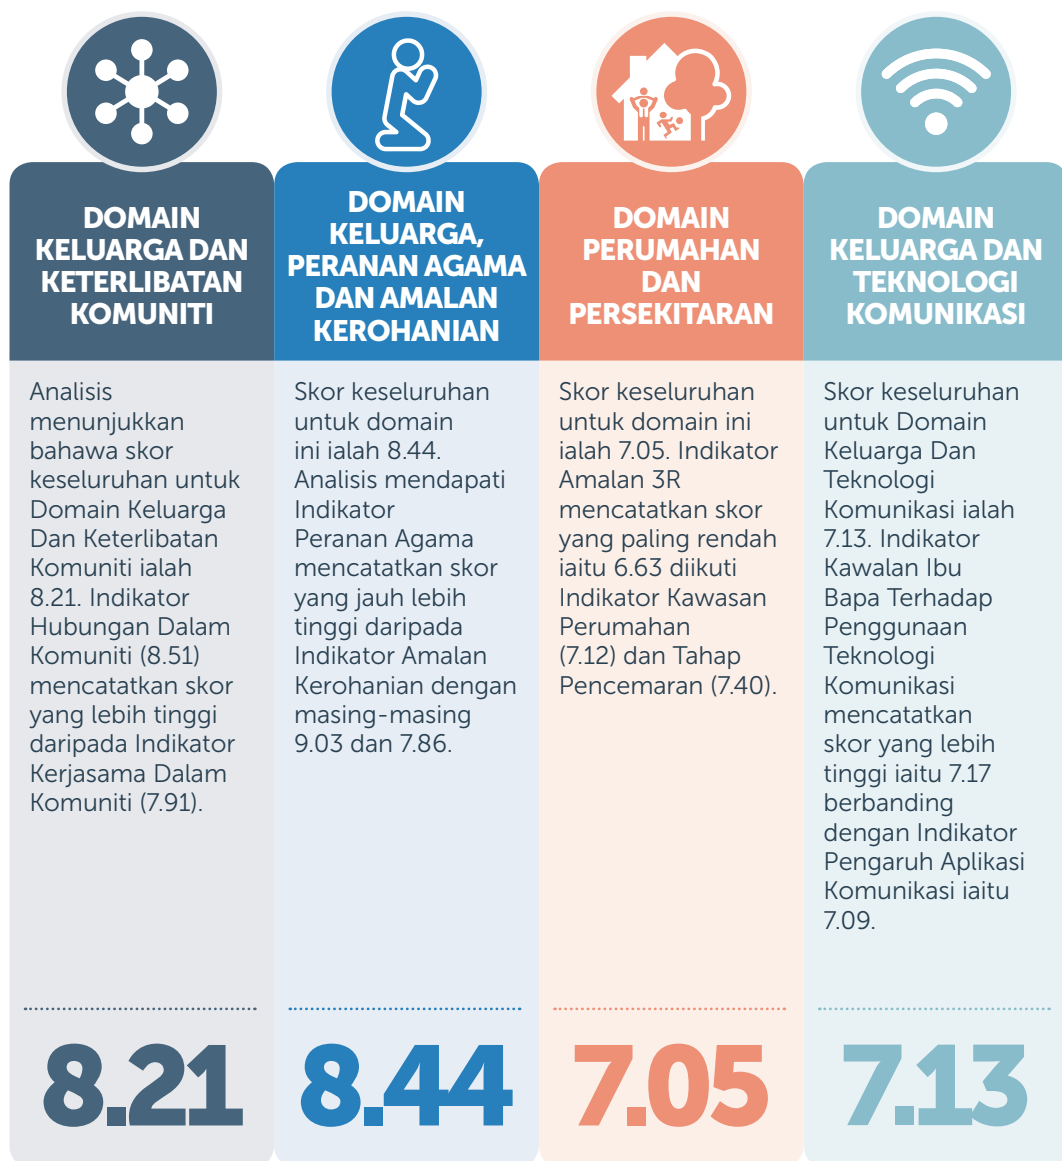 DOMAIN
KELUARGA DAN
KETERLIBATAN
KOMUNITI
Analisis
menunjukkan
bahawa skor
keseluruhan untuk
Domain Keluarga
Dan Keterlibatan
Komuniti ialah
8.21. Indikator
Hubungan Dalam
Komuniti (8.51)
mencatatkan skor
yang lebih tinggi
daripada Indikator
Kerjasama Dalam
Komuniti (7.91).
8.21
DOMAIN
KELUARGA,
PERANAN AGAMA
DAN AMALAN
KEROHANIAN
Skor keseluruhan
untuk domain
ini ialah 8.44.
Analisis mendapati
Indikator
Peranan Agama
mencatatkan skor
yang jauh lebih
tinggi daripada
Indikator Amalan
Kerohanian dengan
masing-masing
9.03 dan 7.86.
8.44
DOMAIN
PERUMAHAN
DAN
PERSEKITARAN
Skor keseluruhan
untuk domain ini
ialah 7.05. Indikator
Amalan 3R
mencatatkan skor
yang paling rendah
iaitu 6.63 diikuti
Indikator Kawasan
Perumahan
(7.12) dan Tahap
Pencemaran (7.40).
7.05
DOMAIN
KELUARGA DAN
TEKNOLOGI
KOMUNIKASI
Skor keseluruhan
untuk Domain
Keluarga Dan
Teknologi
Komunikasi ialah
7.13. Indikator
Kawalan Ibu
Bapa Terhadap
Penggunaan
Teknologi
Komunikasi
mencatatkan
skor yang lebih
tinggi iaitu 7.17
berbanding
dengan Indikator
Pengaruh Aplikasi
Komunikasi iaitu
7.09.
7.13